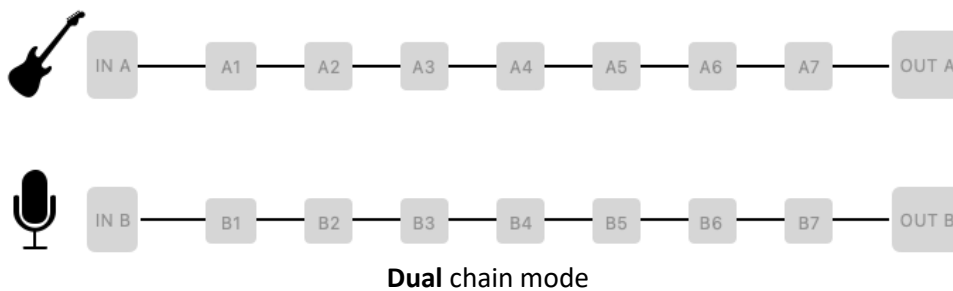 IN A A1 A2 A3 A4 A5 A6 A7 OUT A
IN B B1 B2 B3 B4 B5 B6 B7 OUT B
Dual chain mode